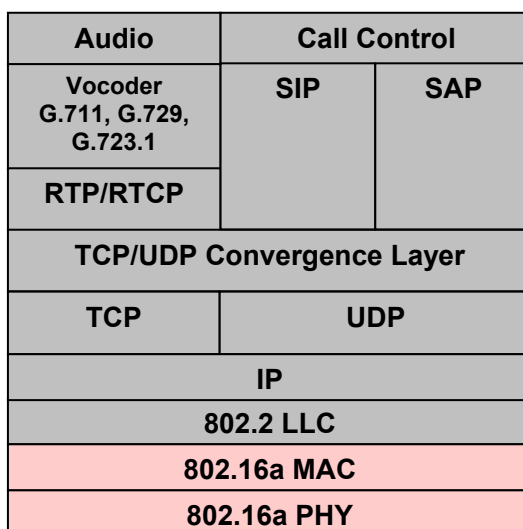 Audio
Call Control
Vocoder
G.711, G.729,
G.723.1
SIP
SAP
RTP/RTCP
TCP/UDP Convergence Layer
TCP
UDP
IP
802.2 LLC
802.16a MAC
802.16a PHY